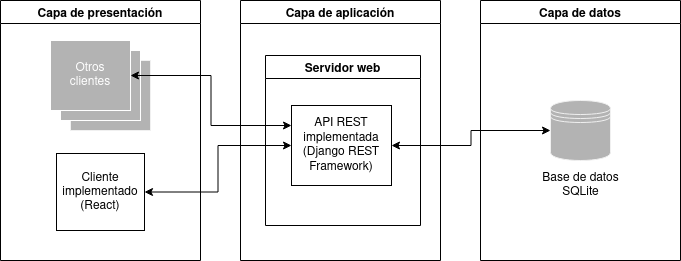 Capa de presentación
Otros
clientes
Cliente
implementado
(React)
Capa de aplicación
Servidor web
API REST
implementada
(Django REST
Framework)
Capa de datos
Base de datos
SQLite